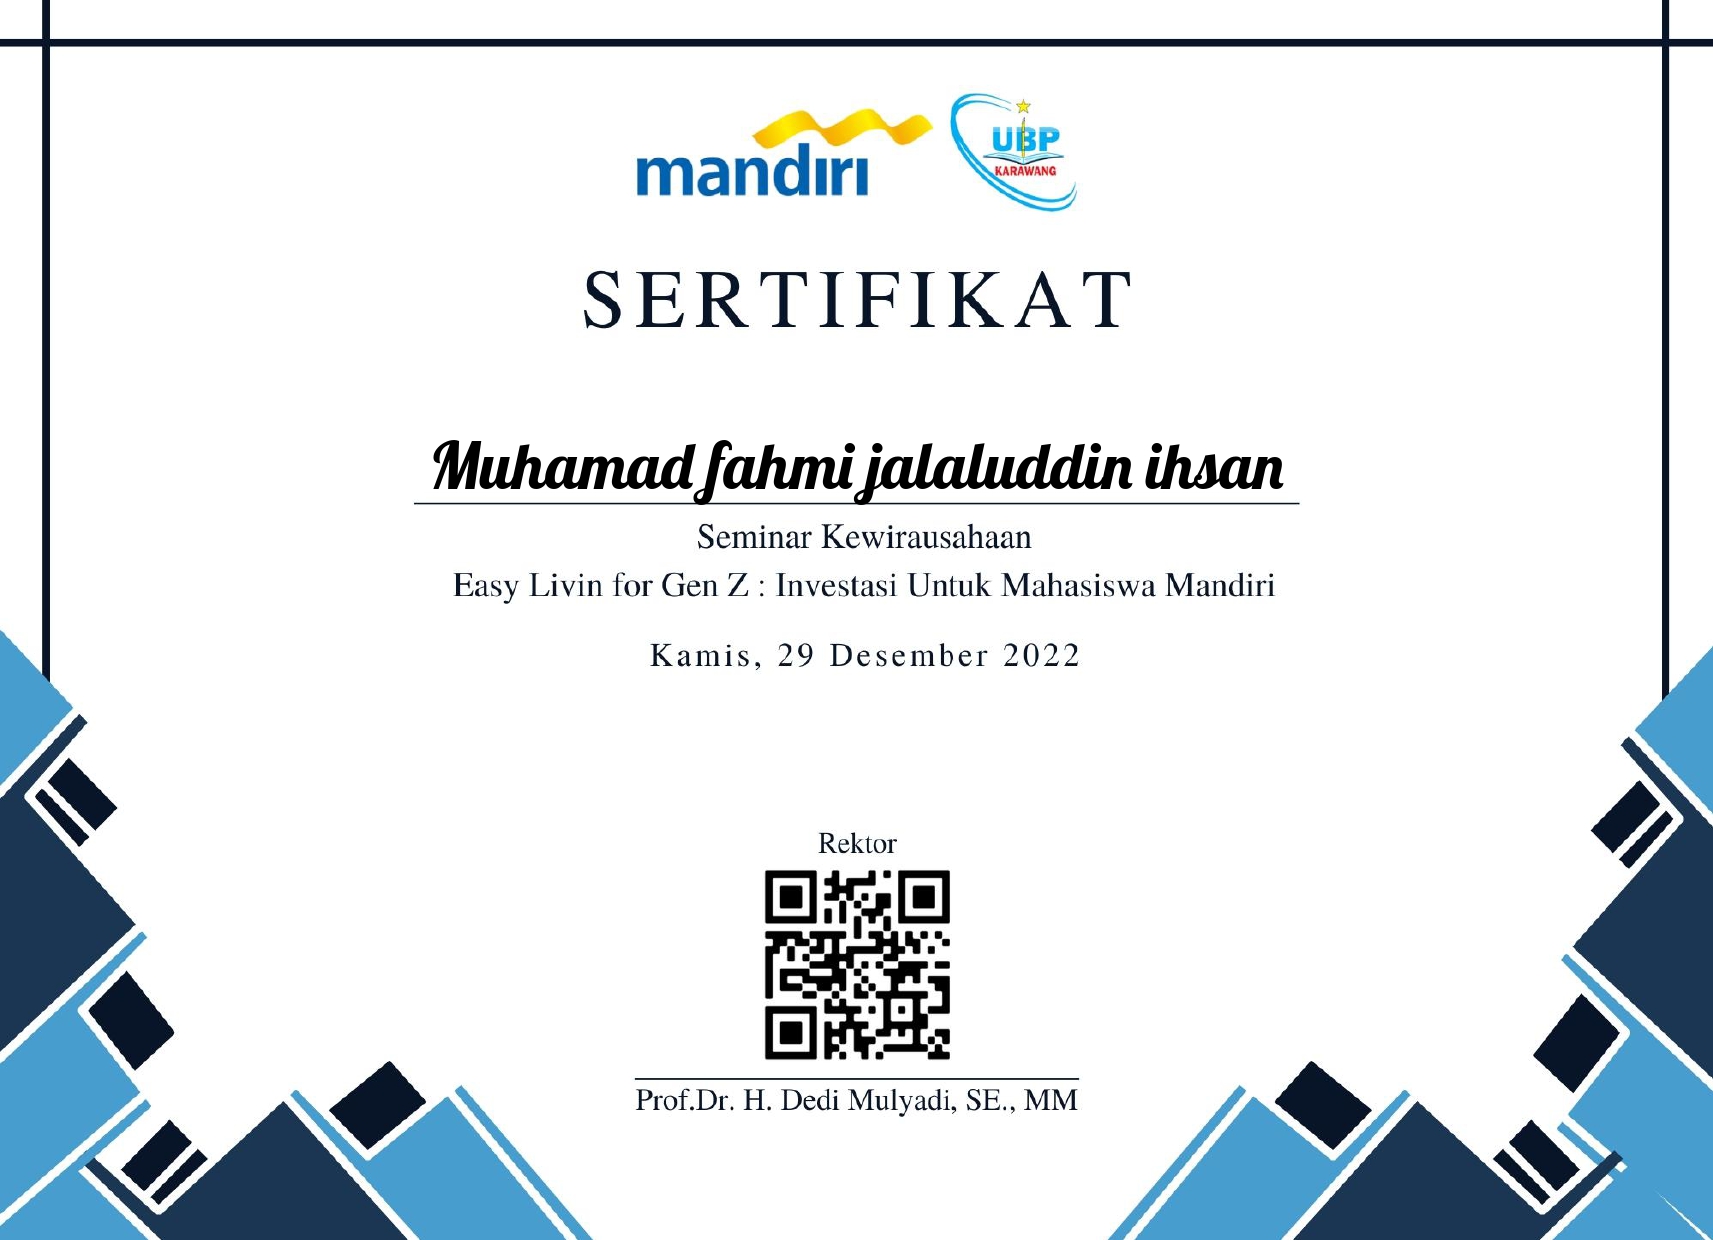 mandiri
UBP
KARAWANG
SERTIFIKAT
Muhamad fahmi jalaluddin ihsan
Seminar Kewirausahaan
Easy Livin for Gen Z : Investasi Untuk Mahasiswa Mandiri
Kamis, 29 Desember 2022
Rektor
Prof.Dr. H. Dedi Mulyadi, SE., MM